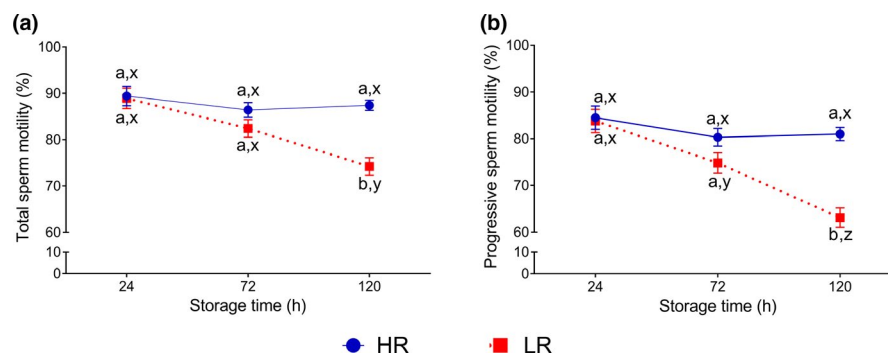 (a)
Total sperm motility (%)
100
90
80
70
60
10
0
a,x
a,x
a,x
a,x
a,x
b,y
24
72
120
Storage time (h)
(b)
Progressive sperm motility (%)
100
90
80
70
60
10
0
a,x
a,x
a,x
a,x
a,y
b,z
24
72
120
Storage time (h)
HR
LR